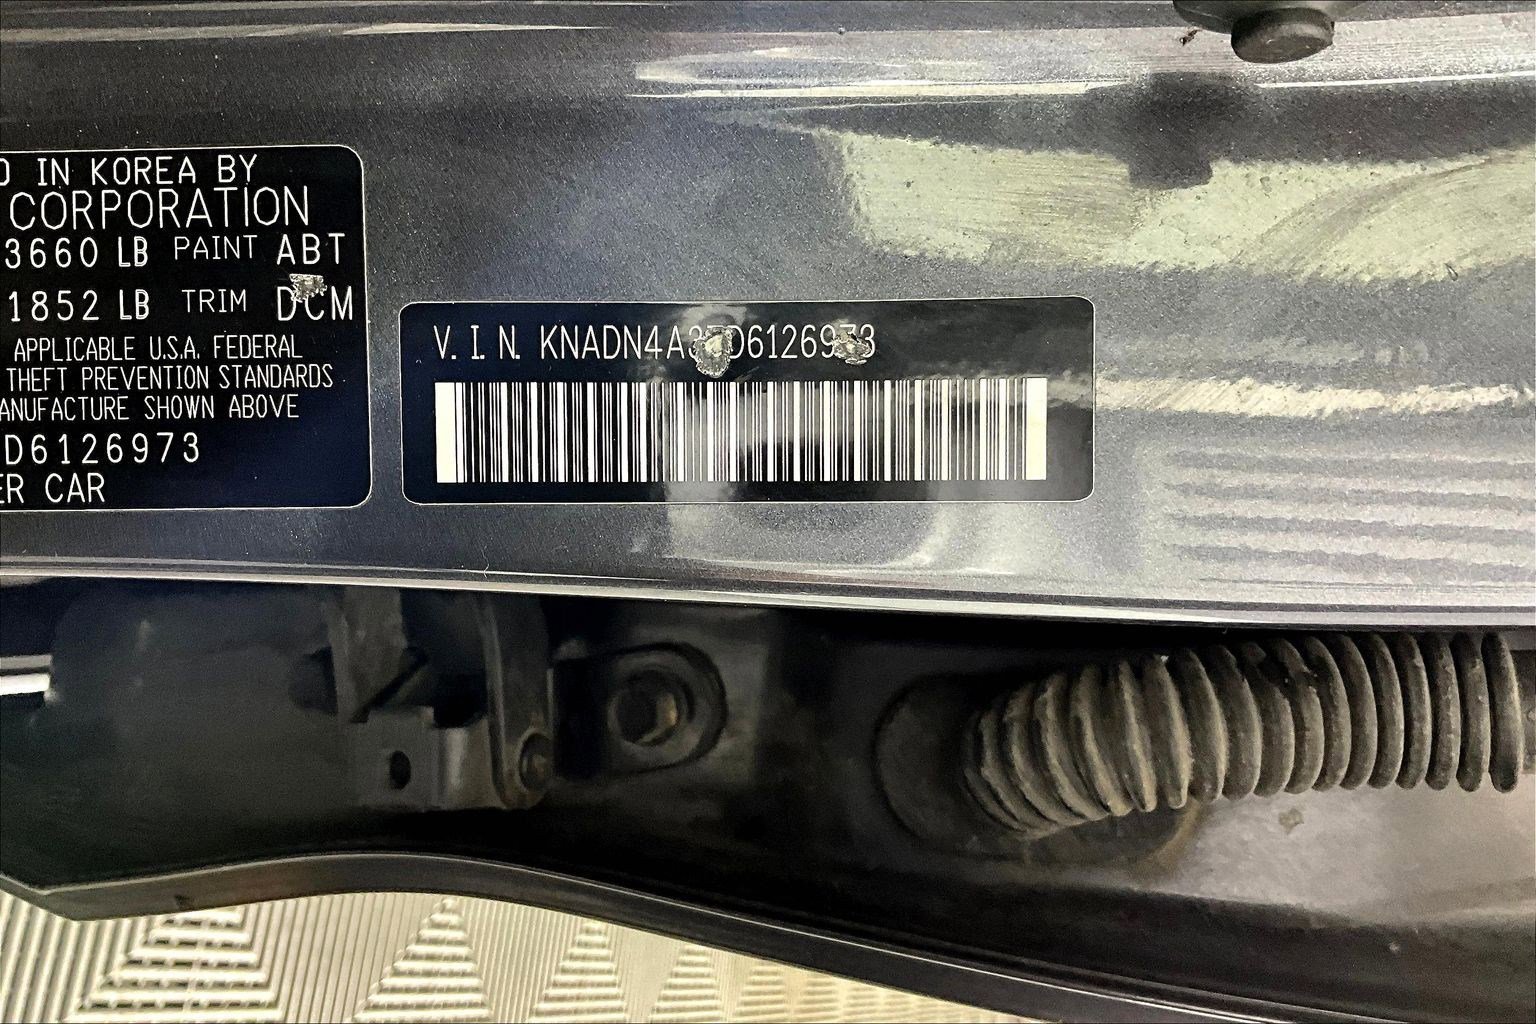 D IN KOREA BY
CORPORATION
3660 LB PAINT ABT
1852 LB TRIM DCM
APPLICABLE U.S.A. FEDERAL
THEFT PREVENTION STANDARDS
ANUFACTURE SHOWN ABOVE
D6126973
ER CAR
V.I.N. KNADN4A37D6126973